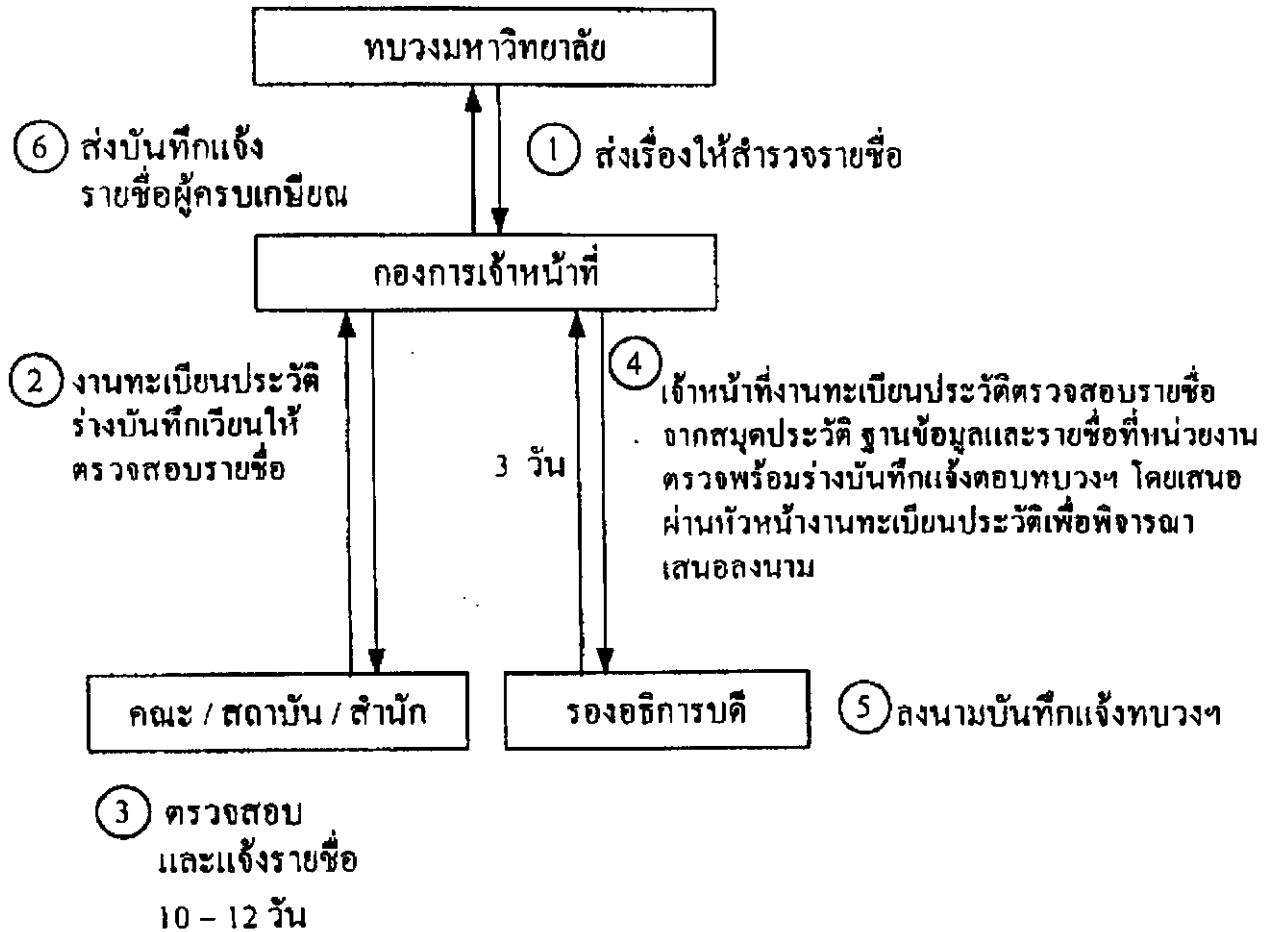 ทบวงมหาวิทยาลัย
6 ส่งบันทึกแจ้ง
รายชื่อผู้ครบเกษียณ
1 ส่งเรื่องให้สำรวจรายชื่อ
กองการเจ้าหน้าที่
2 งานทะเบียนประวัติ
ร่างบันทึกเวียนให้
ตรวจสอบรายชื่อ
3 วัน
4 เจ้าหน้าที่งานทะเบียนประวัติตรวจสอบรายชื่อ
จากสมุดประวัติ ฐานข้อมูลและรายชื่อที่หน่วยงาน
ตรวจพร้อมร่างบันทึกแจ้งตอบทบวงฯ โดยเสนอ
ผ่านหัวหน้างานทะเบียนประวัติเพื่อพิจารณา
เสนอลงนาม
คณะ / สถาบัน / สำนัก
รองอธิการบดี
5 ลงนามบันทึกแจ้งทบวงฯ
3 ตรวจสอบ
และแจ้งรายชื่อ
10 – 12 วัน